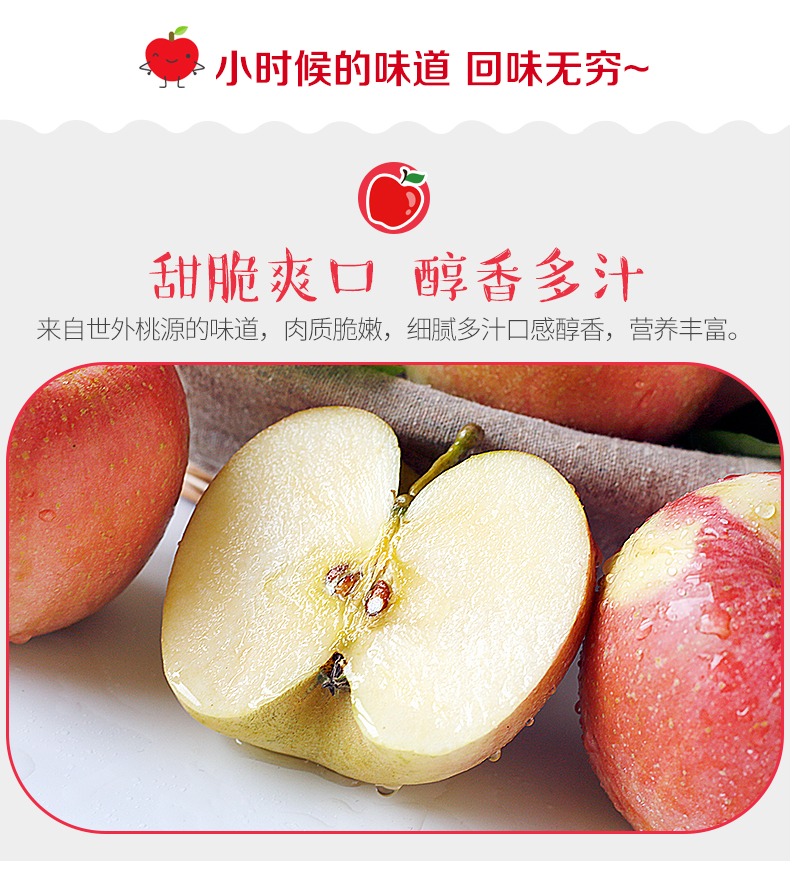 小时候的味道 回味无穷~
甜脆爽口 醇香多汁
来自世外桃源的味道，肉质脆嫩，细腻多汁口感醇香，营养丰富。